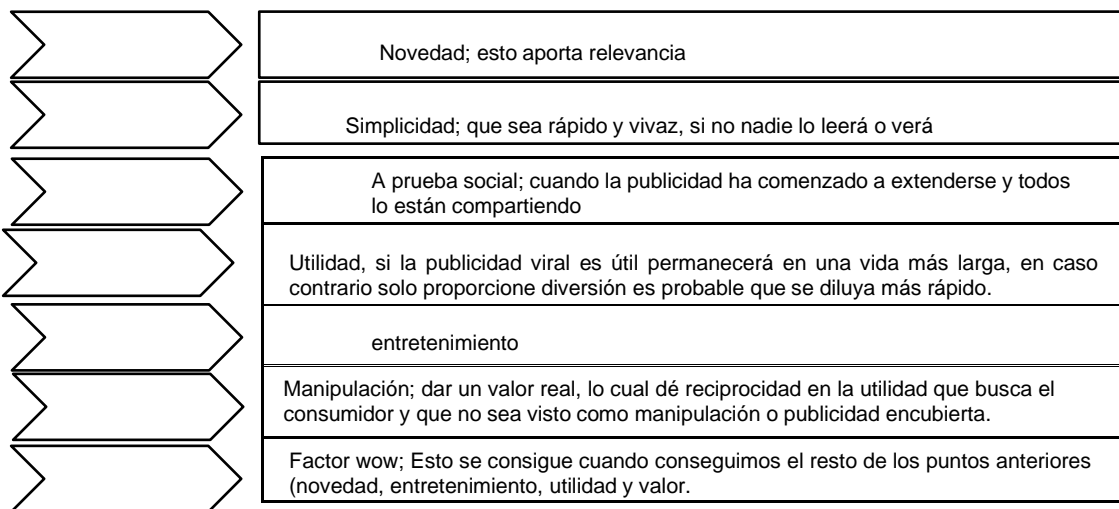 Novedad; esto aporta relevancia
Simplicidad; que sea rápido y vivaz, si no nadie lo leerá o verá
A prueba social; cuando la publicidad ha comenzado a extenderse y todos
lo están compartiendo
Utilidad, si la publicidad viral es útil permanecerá en una vida más larga, en caso
contrario solo proporcione diversión es probable que se diluya más rápido.
entretenimiento
Manipulación; dar un valor real, lo cual dé reciprocidad en la utilidad que busca el
consumidor y que no sea visto como manipulación o publicidad encubierta.
Factor wow; Esto se consigue cuando conseguimos el resto de los puntos anteriores
(novedad, entretenimiento, utilidad y valor.